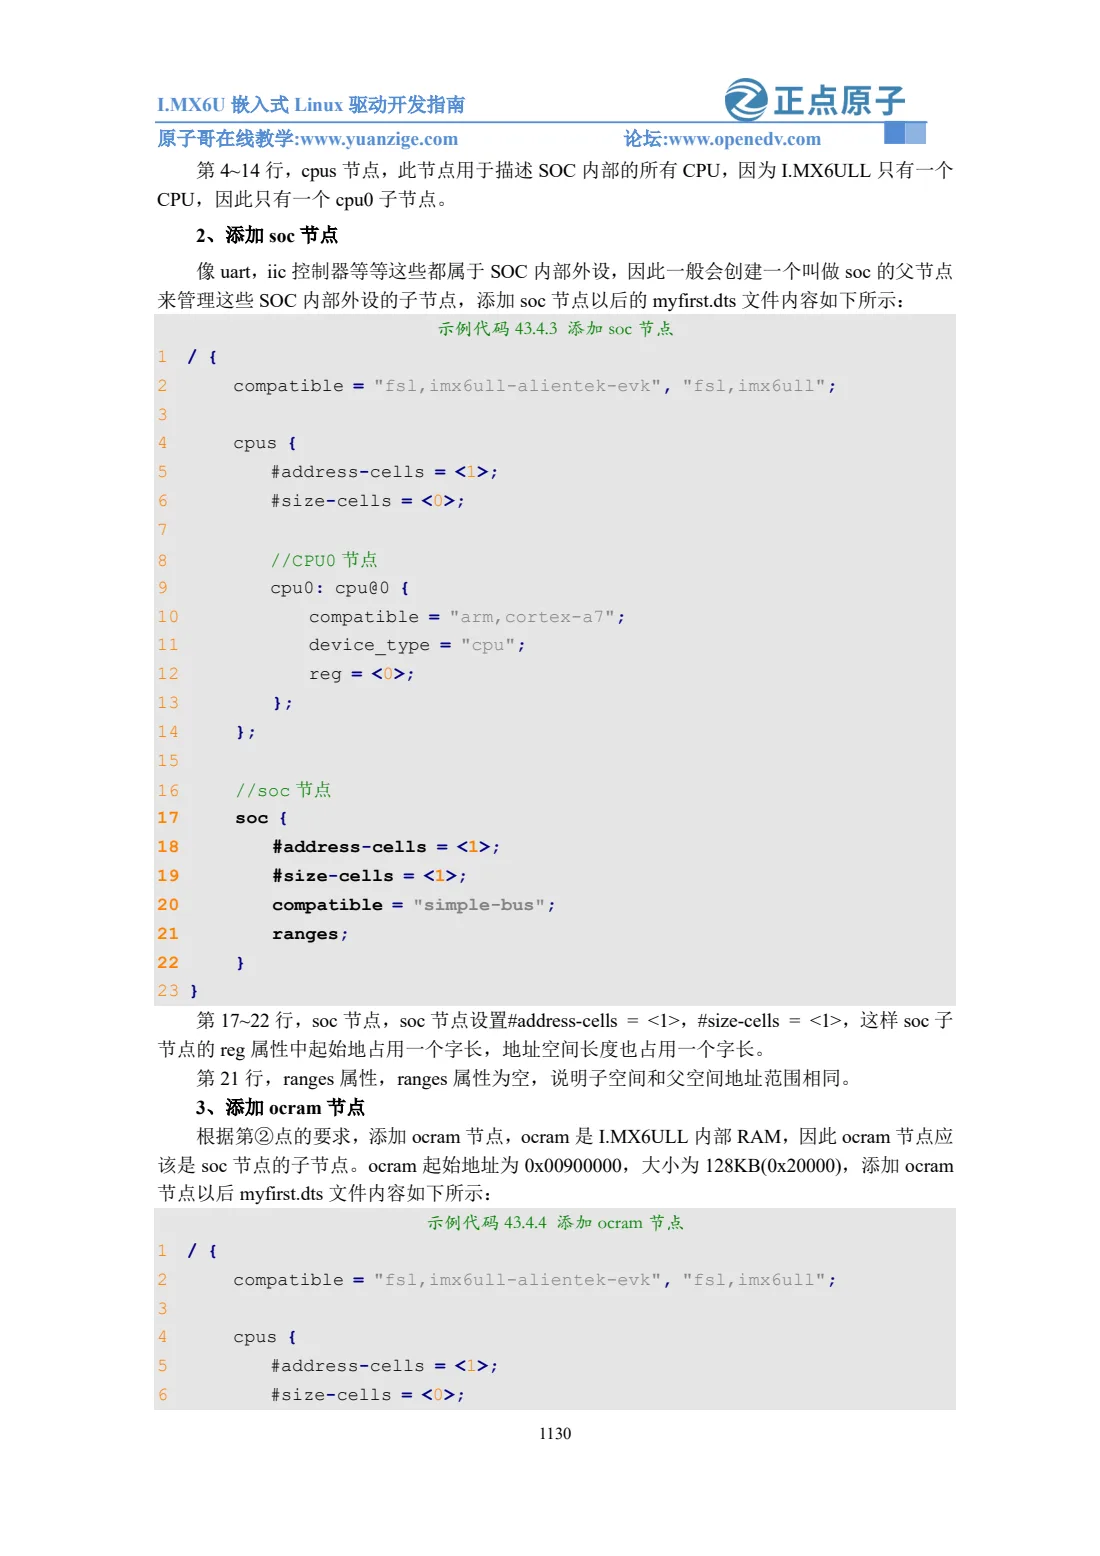 I.MX6U 嵌入式 Linux 驱动开发指南
正点原子
原子哥在线教学:www.yuanzige.com 论坛:www.openedv.com
第 4~14 行，cpus 节点，此节点用于描述 SOC 内部的所有 CPU，因为 I.MX6ULL 只有一个
CPU，因此只有一个 cpu0 子节点。
2、添加 soc 节点
像 uart，iic 控制器等等这些都属于 SOC 内部外设，因此一般会创建一个叫做 soc 的父节点
来管理这些 SOC 内部外设的子节点，添加 soc 节点以后的 myfirst.dts 文件内容如下所示：
示例代码 43.4.3 添加 soc 节点
1 / {
2 compatible = "fsl,imx6ull-alientek-evk", "fsl,imx6ull";
3
4 cpus {
5 #address-cells = <1>;
6 #size-cells = <0>;
7
8 //CPU0 节点
9 cpu0: cpu@0 {
10 compatible = "arm,cortex-a7";
11 device_type = "cpu";
12 reg = <0>;
13 };
14 };
15
16 //soc 节点
17 soc {
18 #address-cells = <1>;
19 #size-cells = <1>;
20 compatible = "simple-bus";
21 ranges;
22 }
23 }
第 17~22 行，soc 节点，soc 节点设置#address-cells = <1>，#size-cells = <1>，这样 soc 子
节点的 reg 属性中起始地占用一个字长，地址空间长度也占用一个字长。
第 21 行，ranges 属性，ranges 属性为空，说明子空间和父空间地址范围相同。
3、添加 ocram 节点
根据第②点的要求，添加 ocram 节点，ocram 是 I.MX6ULL 内部 RAM，因此 ocram 节点应
该是 soc 节点的子节点。ocram 起始地址为 0x00900000，大小为 128KB(0x20000)，添加 ocram
节点以后 myfirst.dts 文件内容如下所示：
示例代码 43.4.4 添加 ocram 节点
1 / {
2 compatible = "fsl,imx6ull-alientek-evk", "fsl,imx6ull";
3
4 cpus {
5 #address-cells = <1>;
6 #size-cells = <0>;
1130